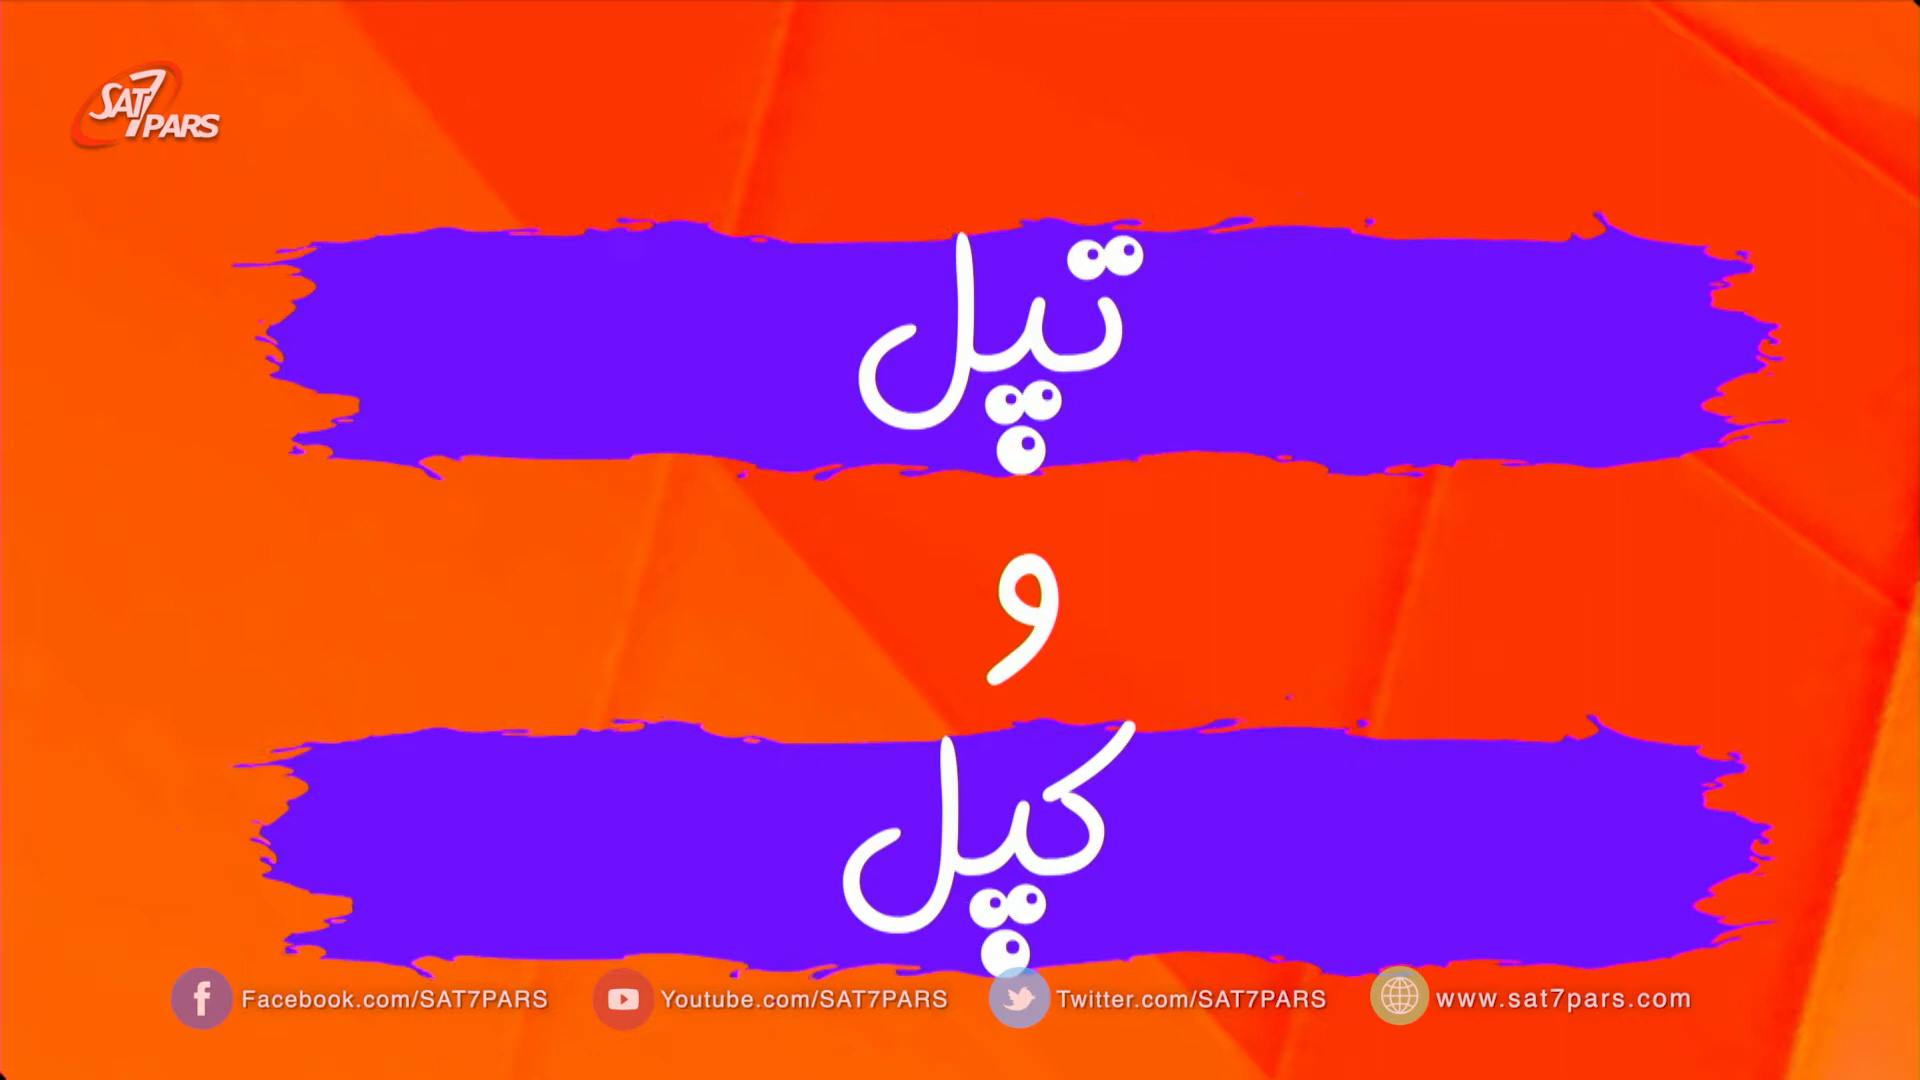 SAT7
PARS
تپل
و
کپل
Facebook.com/SAT7PARS
Youtube.com/SAT7PARS
Twitter.com/SAT7PARS
www.sat7pars.com